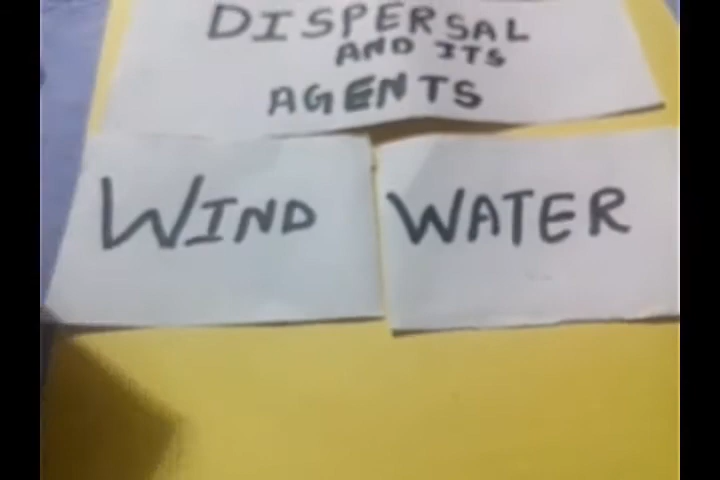 DISPERSAL
AND ITS
AGENTS
WIND
WATER